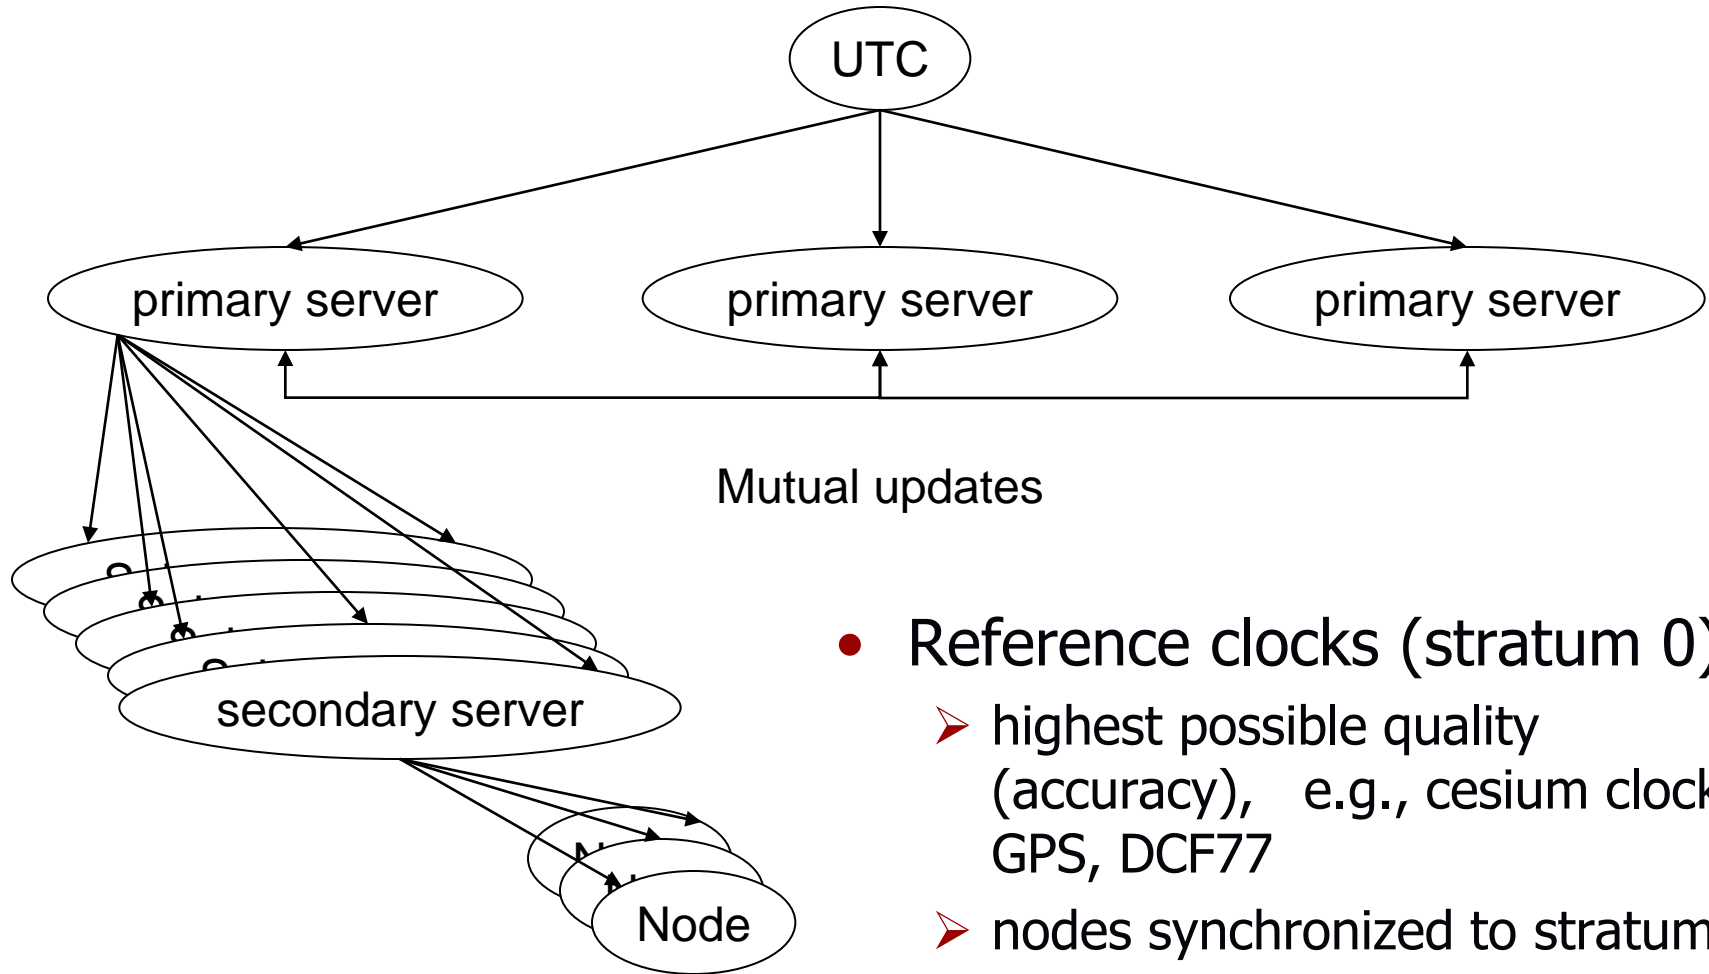 UTC
primary server
primary server
primary server
Mutual updates
secondary server
Node
• Reference clocks (stratum 0)
➢ highest possible quality
(accuracy), e.g., cesium clock
GPS, DCF77
➢ nodes synchronized to stratum